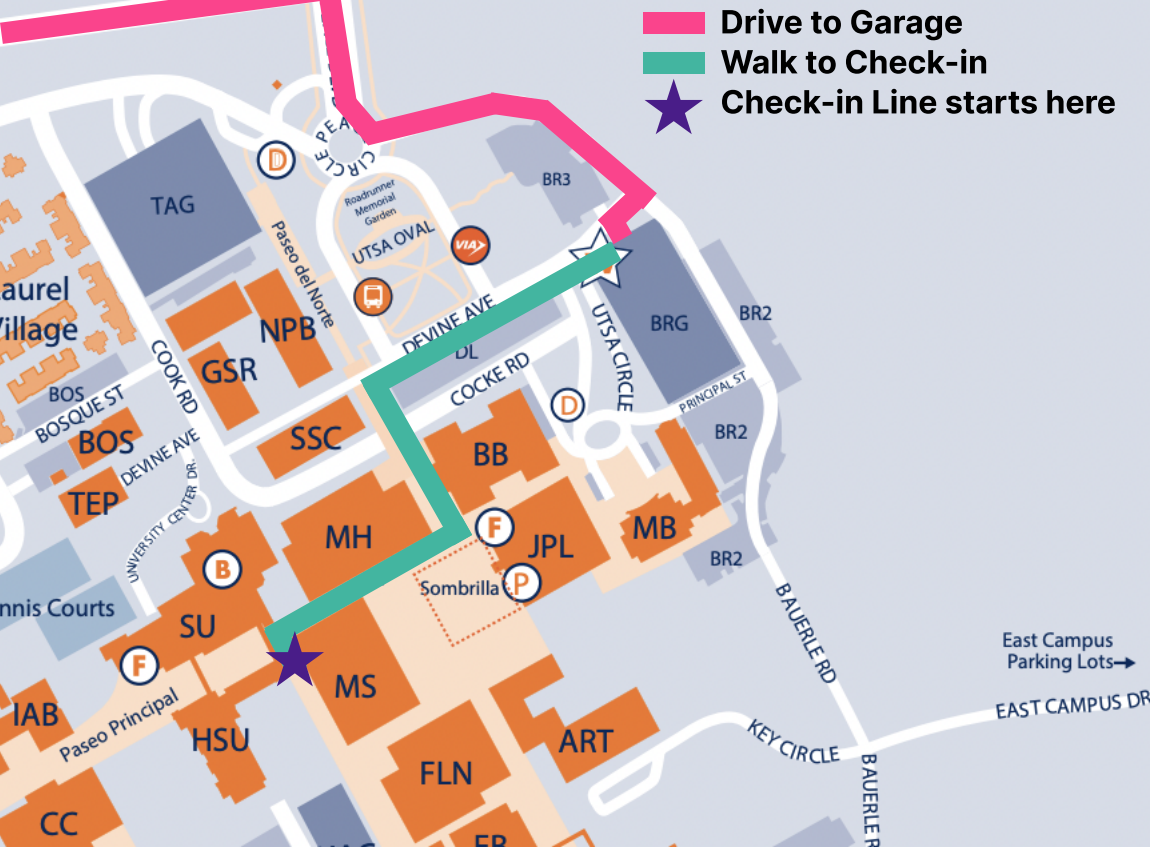 Drive to Garage
Walk to Check-in
Check-in Line starts here
PEACE
CIRCLE
D
BR3
TAG
Roadrunner
Memorial
Garden
UTSA OVAL
VIA
Paseo del Norte
aurel
illage
NPB
DEVINE AVE
UTSA CIRCLE
BRG
BR2
DL
COOK RD
GSR
COCKE RD
PRINCIPAL ST
BOS
BOSQUE ST
BOS
DEVINE AVE
SSC
D
BR2
BB
TEP
UNIVERSITY CENTER DR.
MH
F
JPL
MB
BR2
B
Sombrilla
P
nnis Courts
SU
BAUERLE RD
East Campus
Parking Lots
F
MS
EAST CAMPUS DR
IAB
Paseo Principal
HSU
ART
KEY CIRCLE
FLN
BAUERLE R
CC
EB